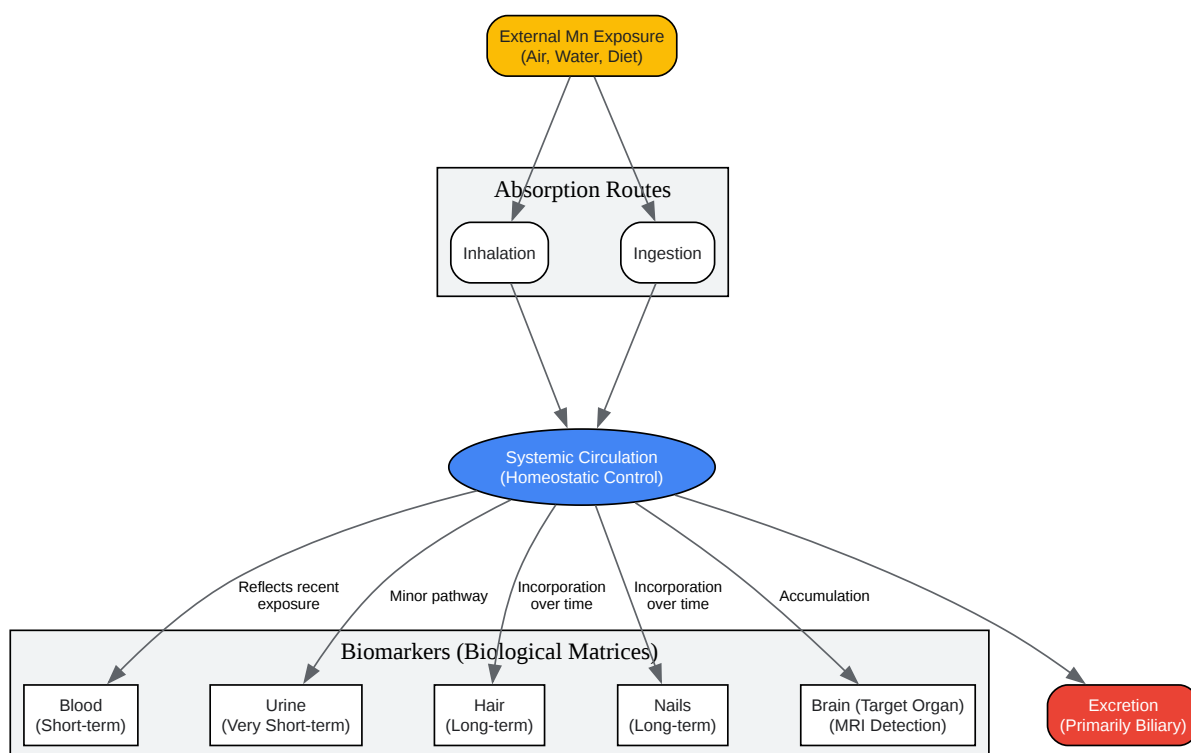 External Mn Exposure
(Air, Water, Diet)
Absorption Routes
Inhalation
Ingestion
Systemic Circulation
(Homeostatic Control)
Reflects recent
exposure
Minor pathway
Incorporation
over time
Incorporation
over time
Accumulation
Biomarkers (Biological Matrices)
Blood
(Short-term)
Urine
(Very Short-term)
Hair
(Long-term)
Nails
(Long-term)
Brain (Target Organ)
(MRI Detection)
Excretion
(Primarily Biliary)